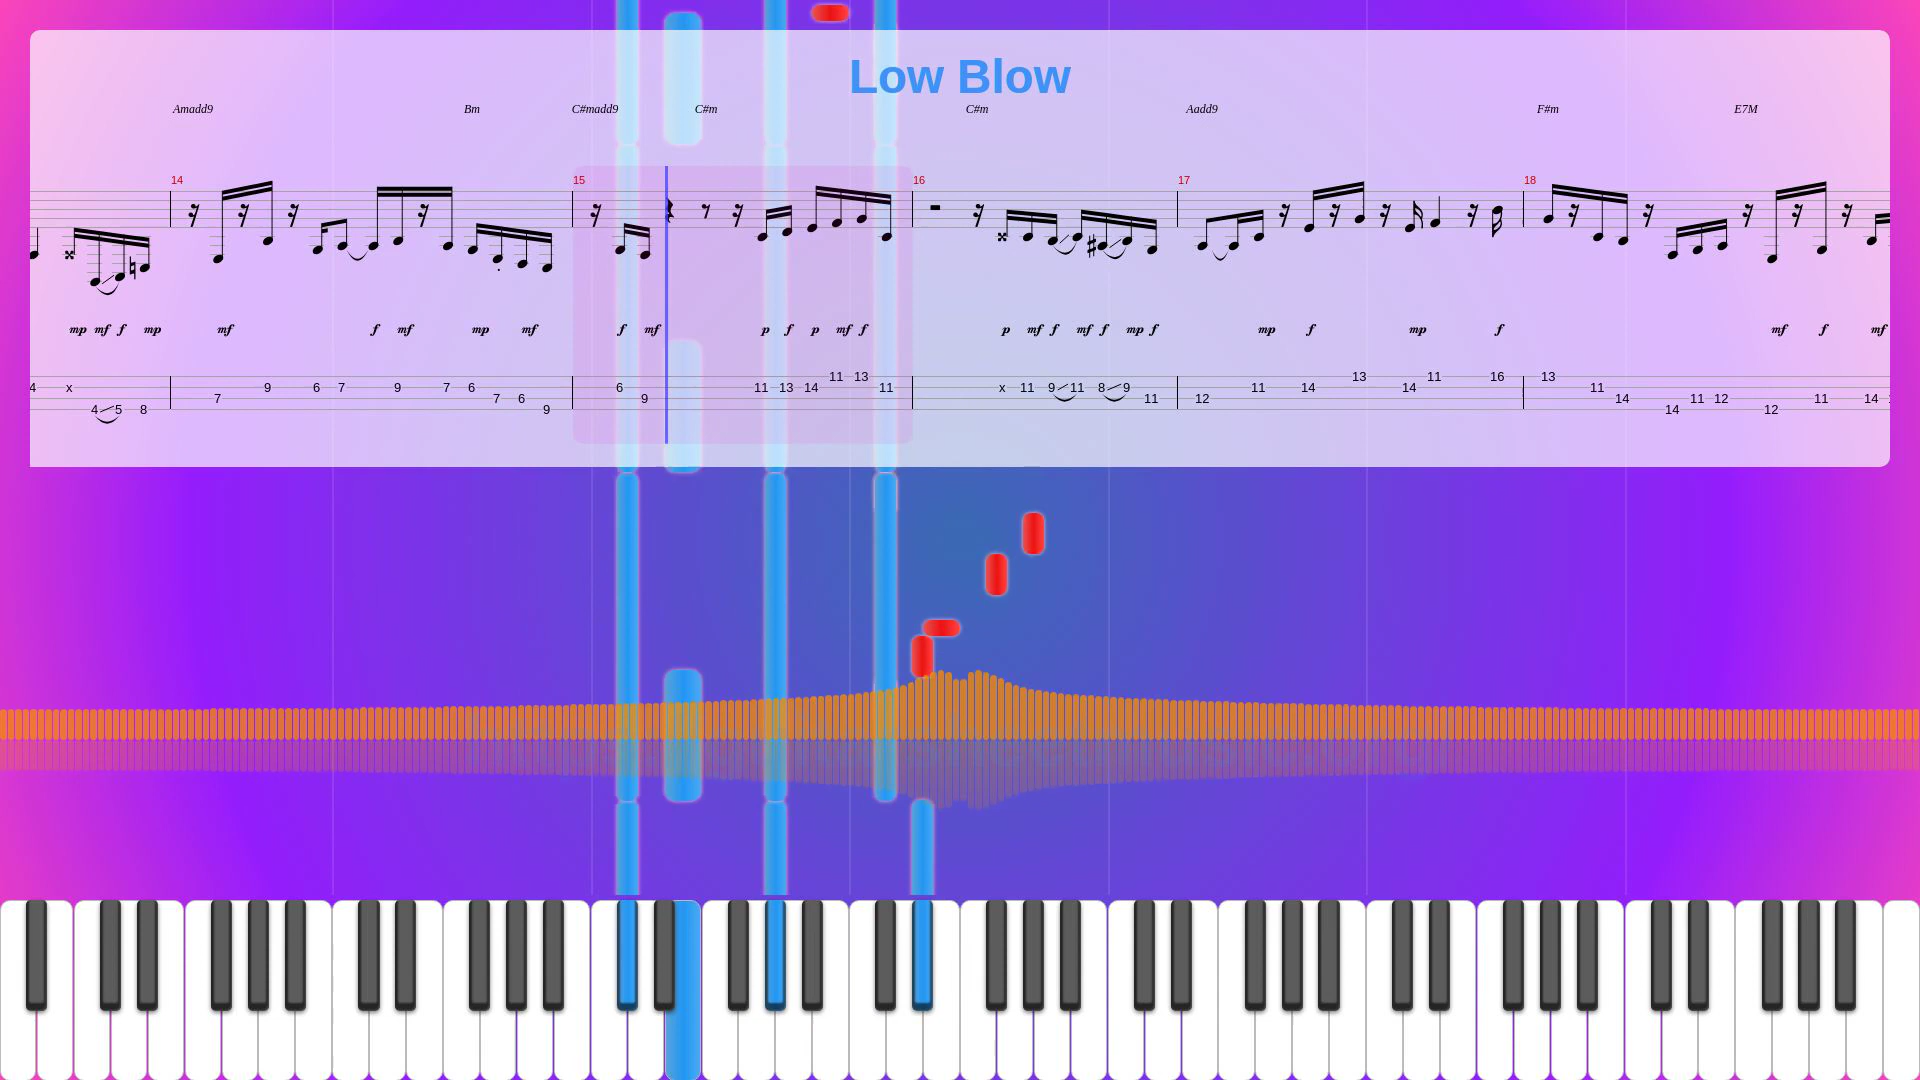 Low Blow
Amadd9 Bm C#madd9 C#m C#m Aadd9 F#m E7M
14 15 16 17 18
mp mf f mp mf f mf mp mf f mf p f p mf f p mf f mf f mp f mp f mp f mf f mf
11 13 13 11 16 13
4 x 9 6 7 9 7 6 6 11 13 14 11 x 11 9 11 8 9 11 14 14 11
7 7 6 9 11 12 14 11 12 11 14
4 5 8 9 14 12